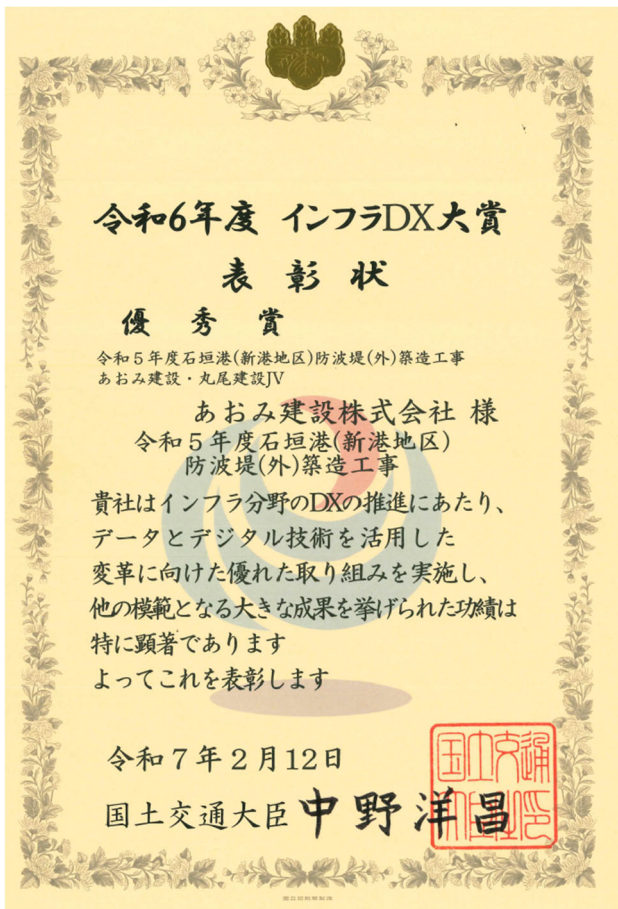 令和6年度 インフラDX大賞
表彰状
優秀賞
令和5年度石垣港(新港地区)防波堤(外)築造工事
あおみ建設・丸尾建設JV
あおみ建設株式会社 様
令和5年度石垣港(新港地区)
防波堤(外)築造工事
貴社はインフラ分野のDXの推進にあたり、
データとデジタル技術を活用した
変革に向けた優れた取り組みを実施し、
他の模範となる大きな成果を挙げられた功績は
特に顕著であります
よってこれを表彰します
令和7年2月12日
国土交通大臣 中野洋昌
国土交通